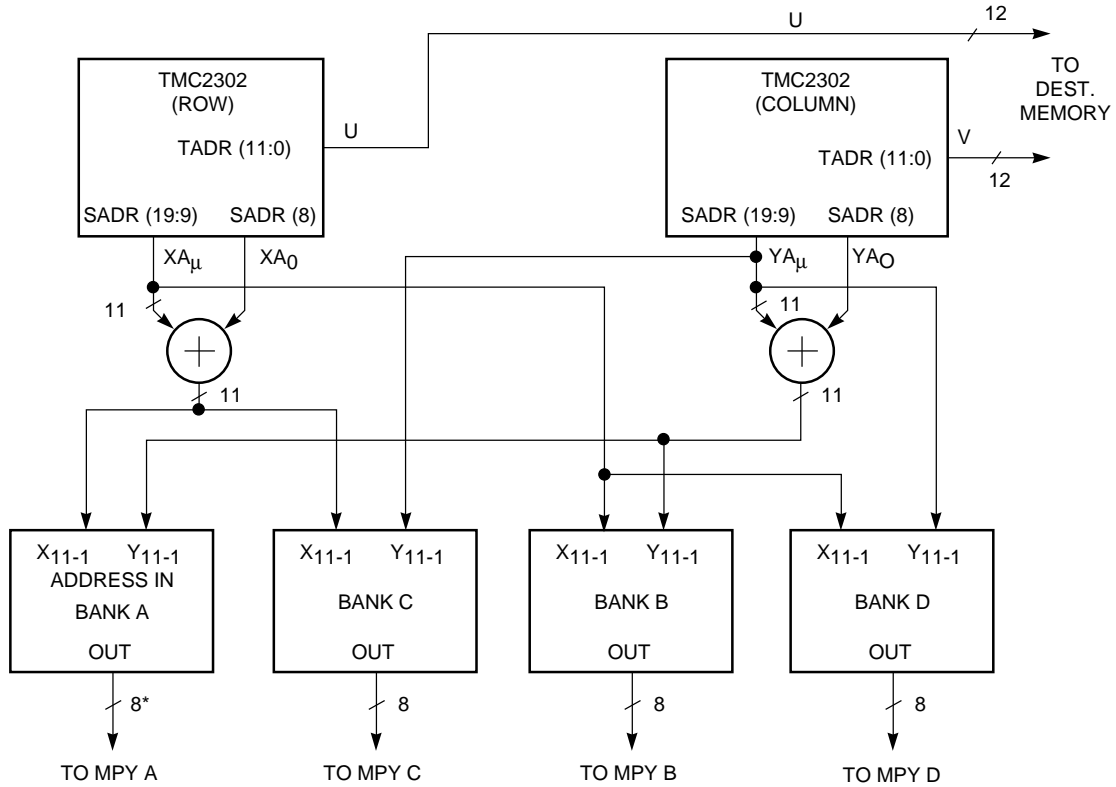 U
12
TO
DEST.
MEMORY
TMC2302
(ROW)
TADR (11:0)
SADR (19:9)
SADR (8)
U
TMC2302
(COLUMN)
TADR (11:0)
SADR (19:9)
SADR (8)
V
12
XAμ
XA0
YAμ
YAO
11
+
11
11
+
11
X11-1
Y11-1
ADDRESS IN
BANK A
OUT
X11-1
Y11-1
BANK C
OUT
X11-1
Y11-1
BANK B
OUT
X11-1
Y11-1
BANK D
OUT
8*
8
8
8
TO MPY A
TO MPY C
TO MPY B
TO MPY D